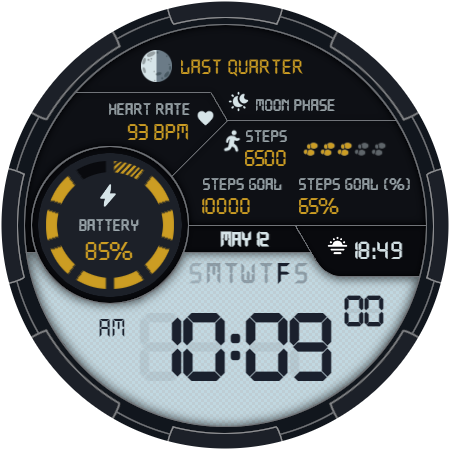 LAST QUARTER
HEART RATE
93 BPM
MOON PHASE
STEPS
6500
STEPS GOAL
10000
STEPS GOAL (%)
65%
BATTERY
85%
MAY 12
18:49
SMTWTFS
AM
10:09
00